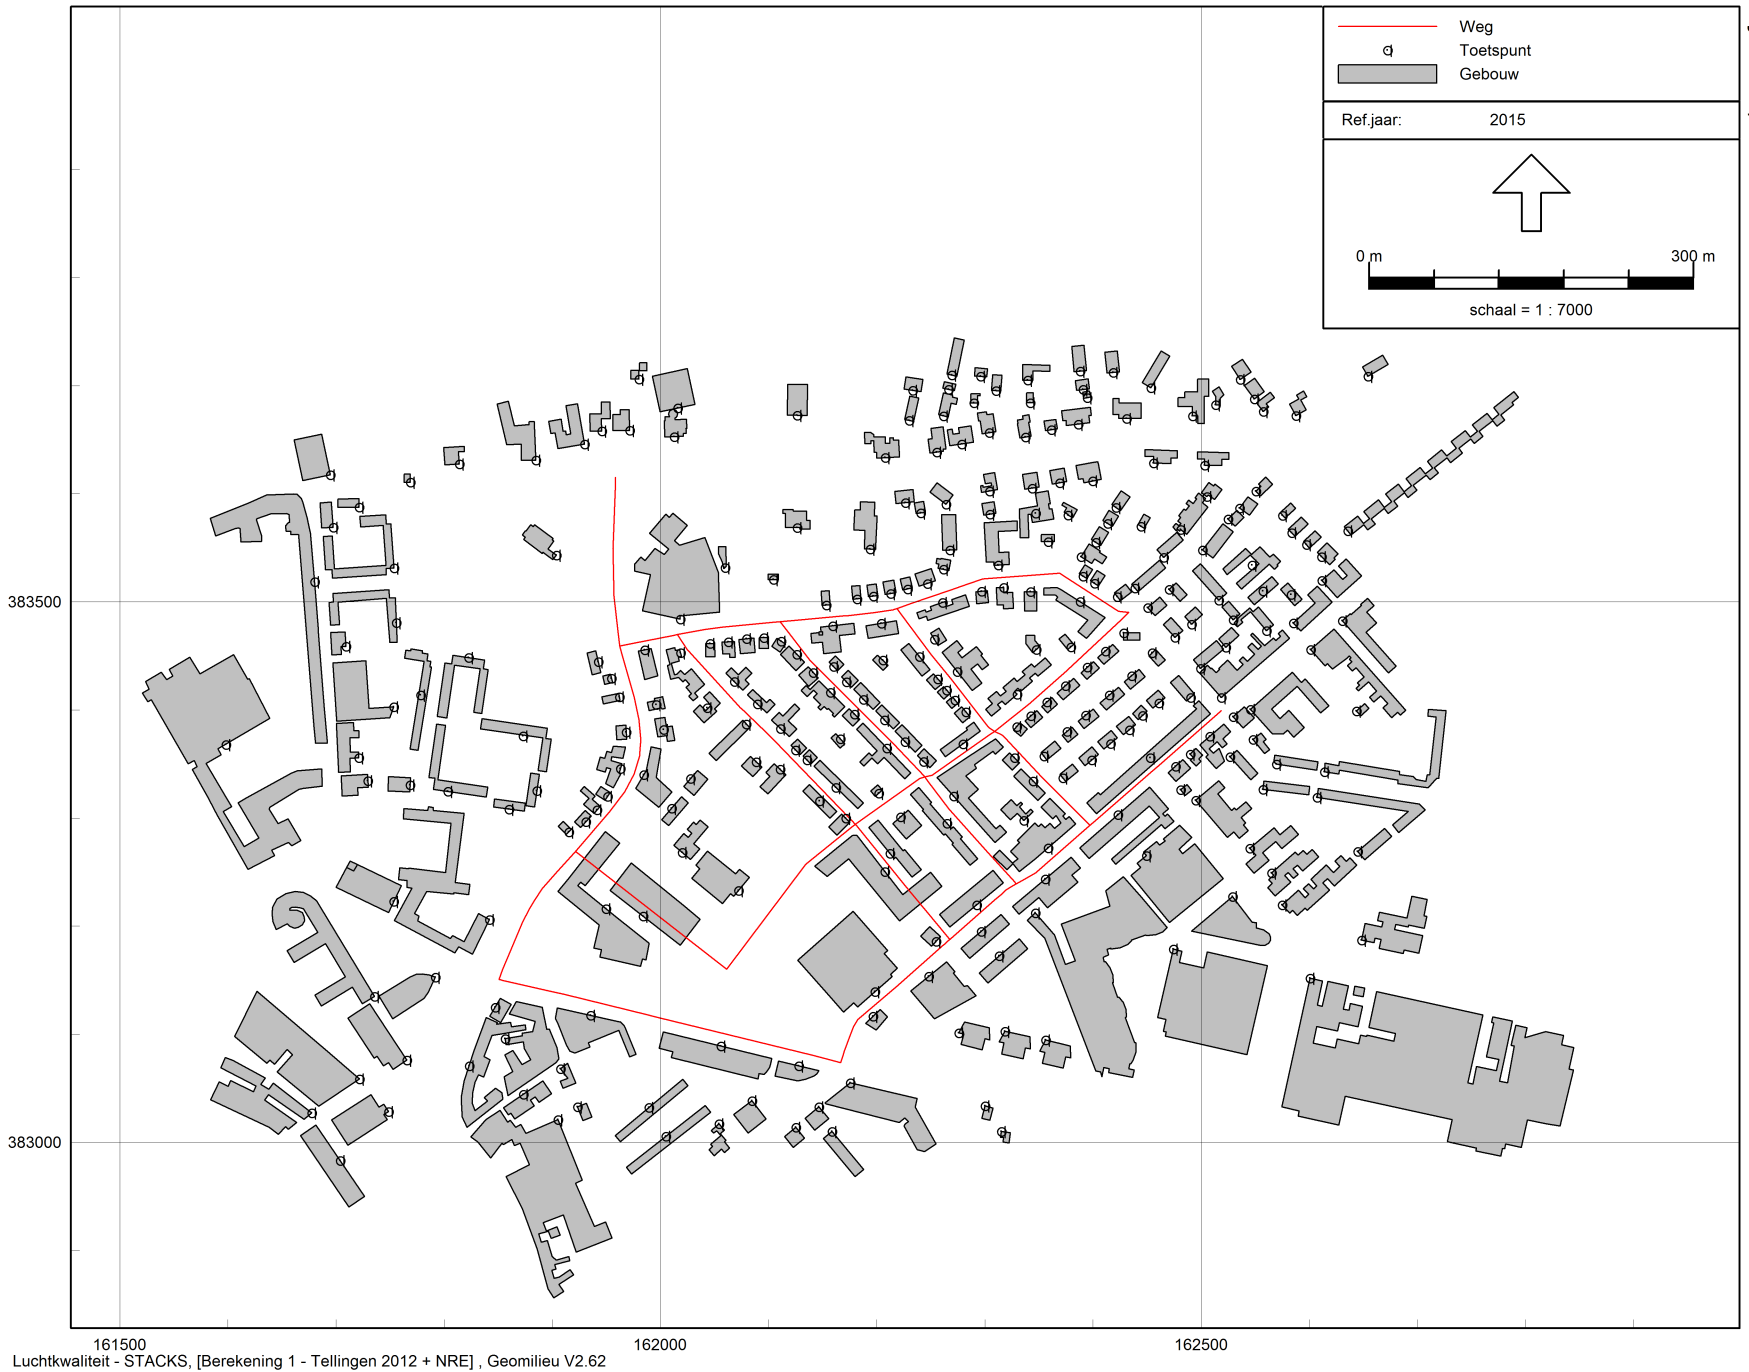 Weg
Toetspunt
Gebouw
Ref.jaar: 2015
0 m 300 m
schaal = 1 : 7000
383500
383000
161500 162000 162500
Luchtkwaliteit - STACKS, [Berekening 1 - Tellingen 2012 + NRE] , Geomilieu V2.62